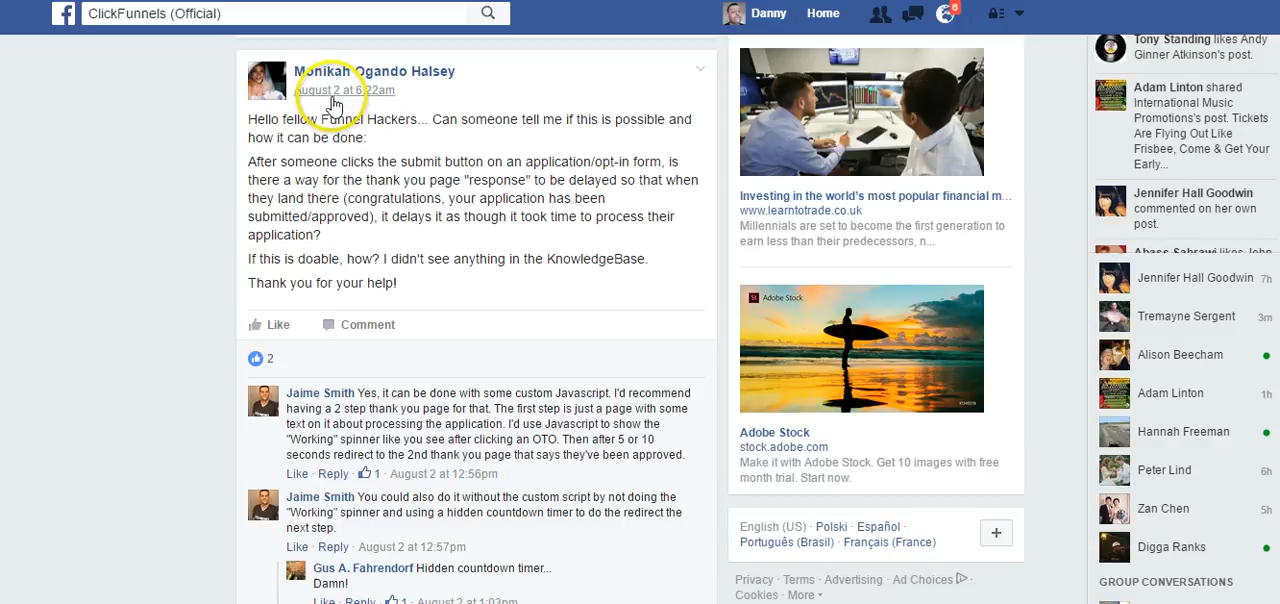 ClickFunnels (Official)
Danny
Home
8
Monikah Ogando Halsey
August 2 at 6:22am
Hello fellow Funnel Hackers... Can someone tell me if this is possible and
how it can be done:
After someone clicks the submit button on an application/opt-in form, is
there a way for the thank you page "response" to be delayed so that when
they land there (congratulations, your application has been
submitted/approved), it delays it as though it took time to process their
application?
If this is doable, how? I didn't see anything in the KnowledgeBase.
Thank you for your help!
Like
Comment
2
Jaime Smith Yes, it can be done with some custom Javascript. I'd recommend
having a 2 step thank you page for that. The first step is just a page with some
text on it about processing the application. I'd use Javascript to show the
"Working" spinner like you see after clicking an OTO. Then after 5 or 10
seconds redirect to the 2nd thank you page that says they've been approved.
Like · Reply · 1 · August 2 at 12:56pm
Jaime Smith You could also do it without the custom script by not doing the
"Working" spinner and using a hidden countdown timer to do the redirect the
next step.
Like · Reply · August 2 at 12:57pm
Gus A. Fahrendorf Hidden countdown timer...
Damn!
Like · Reply · 1 · August 2 at 1:03pm
Investing in the world's most popular financial m...
www.learntotrade.co.uk
Millennials are set to become the first generation to
earn less than their predecessors, n...
St Adobe Stock
Adobe Stock
stock.adobe.com
Make it with Adobe Stock. Get 10 images with free
month trial. Start now.
English (US) · Polski · Español ·
Português (Brasil) · Français (France)
Privacy · Terms · Advertising · Ad Choices ·
Cookies · More
Tony Standing likes Andy
Ginner Atkinson's post.
Adam Linton shared
International Music
Promotions's post. Tickets
Are Flying Out Like
Frisbee, Come & Get Your
Early...
Jennifer Hall Goodwin
commented on her own
post.
Abass Sahrawi likes John
Jennifer Hall Goodwin 7h
Tremayne Sergent 3m
Alison Beecham
Adam Linton 1h
Hannah Freeman
Peter Lind 6h
Zan Chen 5h
Digga Ranks
GROUP CONVERSATIONS